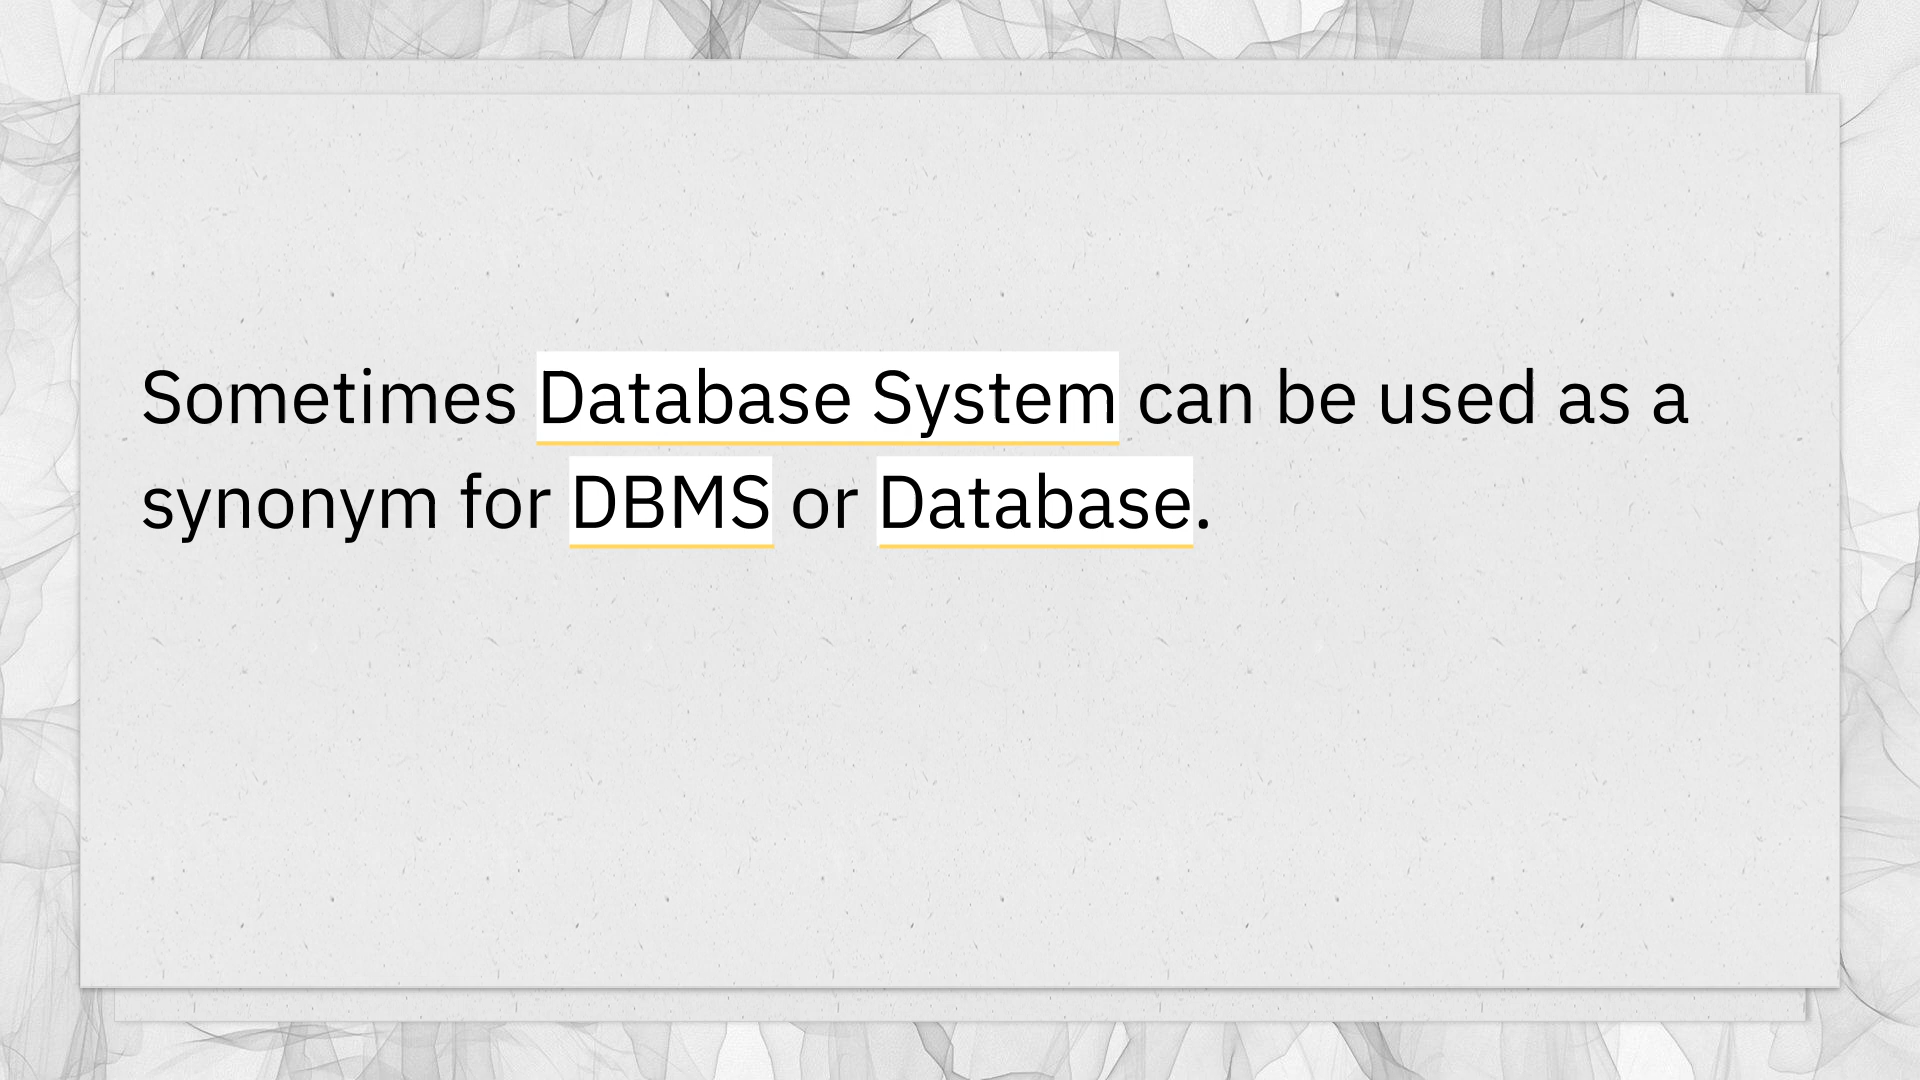 Sometimes Database System can be used as a
synonym for DBMS or Database.